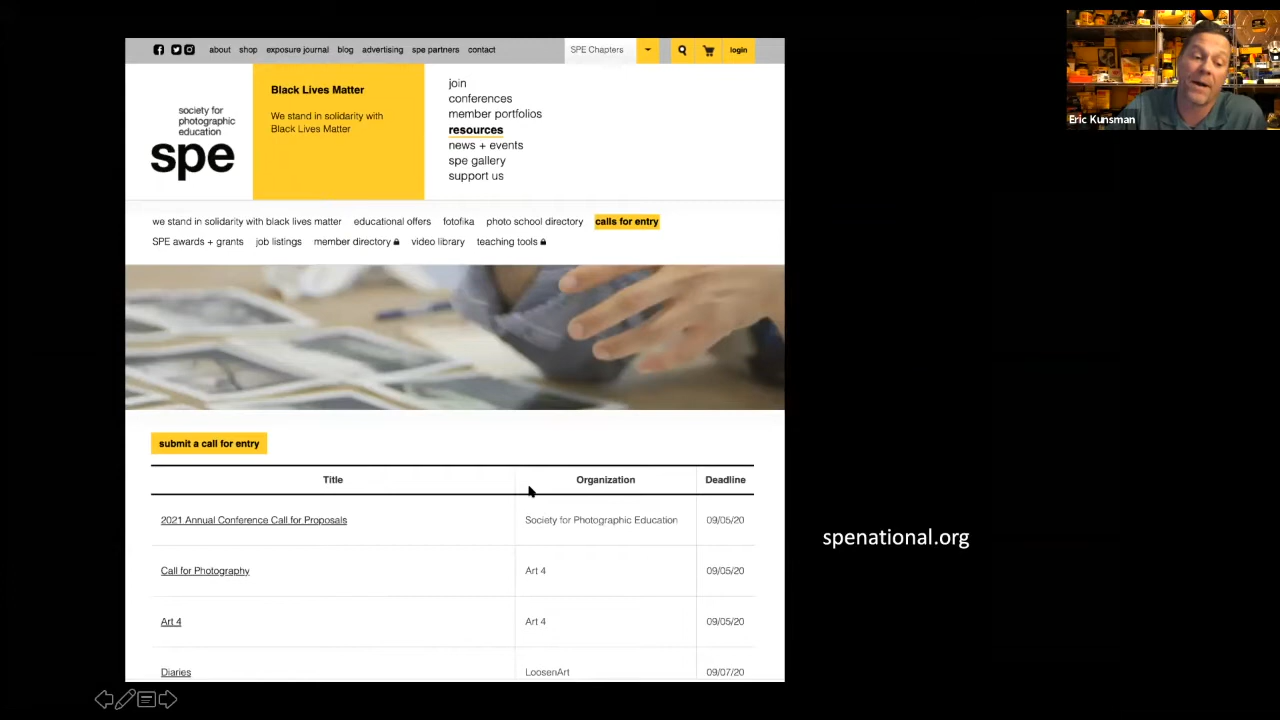 about shop exposure journal blog advertising spe partners contact SPE Chapters login
Eric Kunsman
society for
photographic
education
spe
Black Lives Matter
We stand in solidarity with
Black Lives Matter
join
conferences
member portfolios
resources
news + events
spe gallery
support us
we stand in solidarity with black lives matter educational offers fotofika photo school directory calls for entry
SPE awards + grants job listings member directory video library teaching tools
submit a call for entry
Title Organization Deadline
2021 Annual Conference Call for Proposals Society for Photographic Education 09/05/20
Call for Photography Art 4 09/05/20
Art 4 Art 4 09/05/20
Diaries LoosenArt 09/07/20
spenational.org